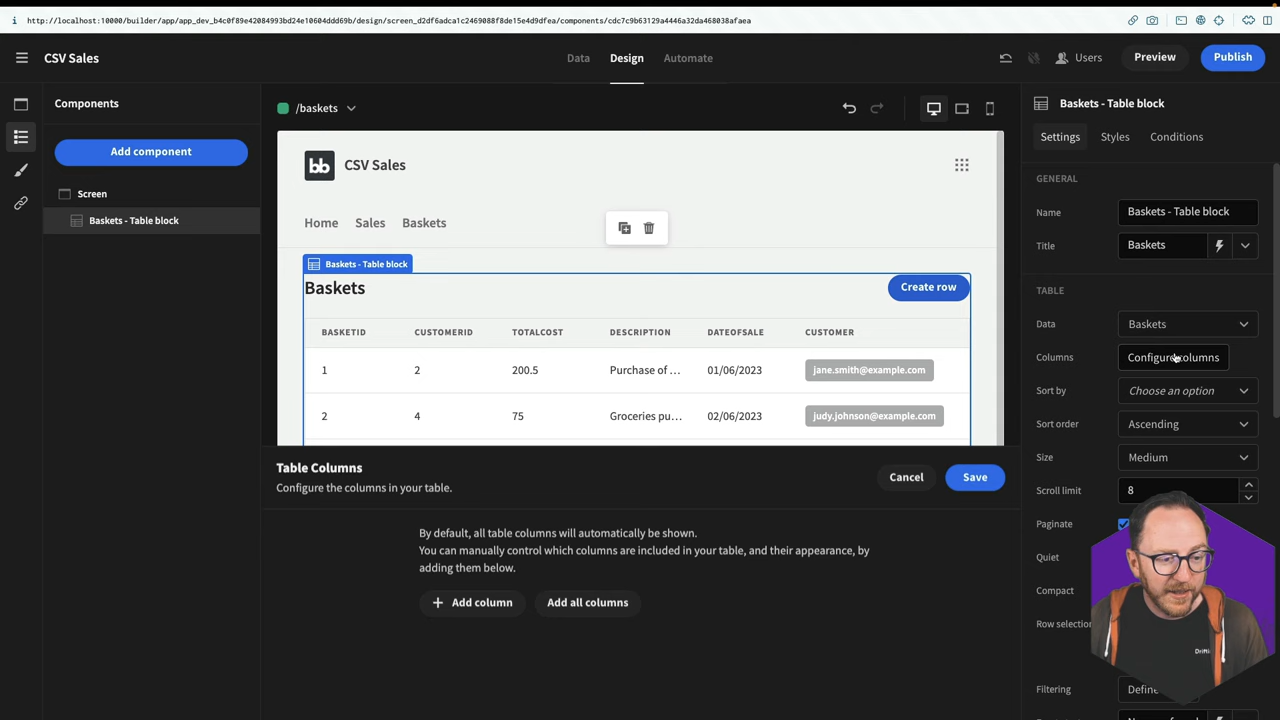 http://localhost:10000/builder/app/app_dev_b4c0f89e42084993bd24e10604ddd69b/design/screen_d2df6adca1c2469088f8de15e4d9dfea/components/cdc7c9b63129a4446a32da468038afaea
CSV Sales
Data
Design
Automate
Users
Preview
Publish
Components
Add component
Screen
Baskets - Table block
/baskets
bb
CSV Sales
Home
Sales
Baskets
Baskets - Table block
Baskets
Create row
BASKETID CUSTOMERID TOTALCOST DESCRIPTION DATEOFSALE CUSTOMER
1 2 200.5 Purchase of ... 01/06/2023 jane.smith@example.com
2 4 75 Groceries pu... 02/06/2023 judy.johnson@example.com
Table Columns
Configure the columns in your table.
Cancel
Save
By default, all table columns will automatically be shown.
You can manually control which columns are included in your table, and their appearance, by
adding them below.
Add column
Add all columns
Baskets - Table block
Settings
Styles
Conditions
GENERAL
Name Baskets - Table block
Title Baskets
TABLE
Data Baskets
Columns Configure columns
Sort by Choose an option
Sort order Ascending
Size Medium
Scroll limit 8
Paginate
Quiet
Compact
Row selection
Filtering